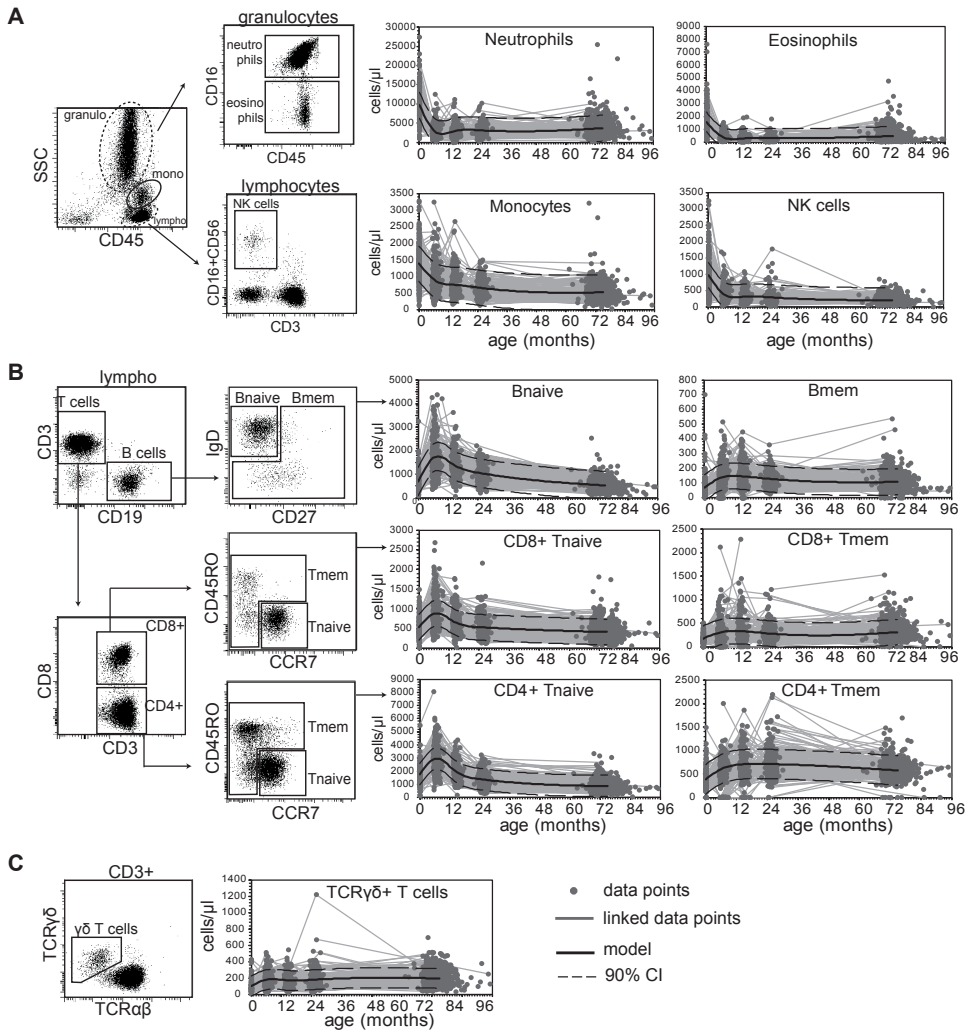 A
granulocytes
neutro
phils
eosino
phils
CD16
CD45
granulo
mono
lympho
SSC
CD45
lymphocytes
NK cells
CD16+CD56
CD3
Neutrophils
cells/µl
30000
27000
20000
15000
10000
5000
0
0 12 24 36 48 60 72 84 96
Eosinophils
9000
8000
7000
6000
5000
4000
3000
2000
1000
0
0 12 24 36 48 60 72 84 96
Monocytes
cells/µl
3500
3000
2500
2000
1500
1000
500
0
0 12 24 36 48 60 72 84 96
age (months)
NK cells
3500
3000
2500
2000
1500
1000
500
0
0 12 24 36 48 60 72 84 96
age (months)
B
lympho
T cells
B cells
CD3
CD19
Bnaive Bmem
IgD
CD27
CD45RO
Tmem
Tnaive
CCR7
CD8+
CD4+
CD8
CD3
CD45RO
Tmem
Tnaive
CCR7
Bnaive
cells/µl
5000
4000
3000
2000
1000
0
0 12 24 36 48 60 72 84 96
Bmem
800
700
600
500
400
300
200
100
0
0 12 24 36 48 60 72 84 96
CD8+ Tnaive
cells/µl
3000
2500
2000
1500
1000
500
0
0 12 24 36 48 60 72 84 96
CD8+ Tmem
2500
2000
1500
1000
500
0
0 12 24 36 48 60 72 84 96
CD4+ Tnaive
cells/µl
9000
8000
7000
6000
5000
4000
3000
2000
1000
0
0 12 24 36 48 60 72 84 96
age (months)
CD4+ Tmem
2500
2000
1500
1000
500
0
0 12 24 36 48 60 72 84 96
age (months)
C
CD3+
γδ T cells
TCRγδ
TCRαβ
TCRγδ+ T cells
cells/µl
1400
1200
1000
800
600
400
200
0
0 12 24 36 48 60 72 84 96
age (months)
data points
linked data points
model
90% CI